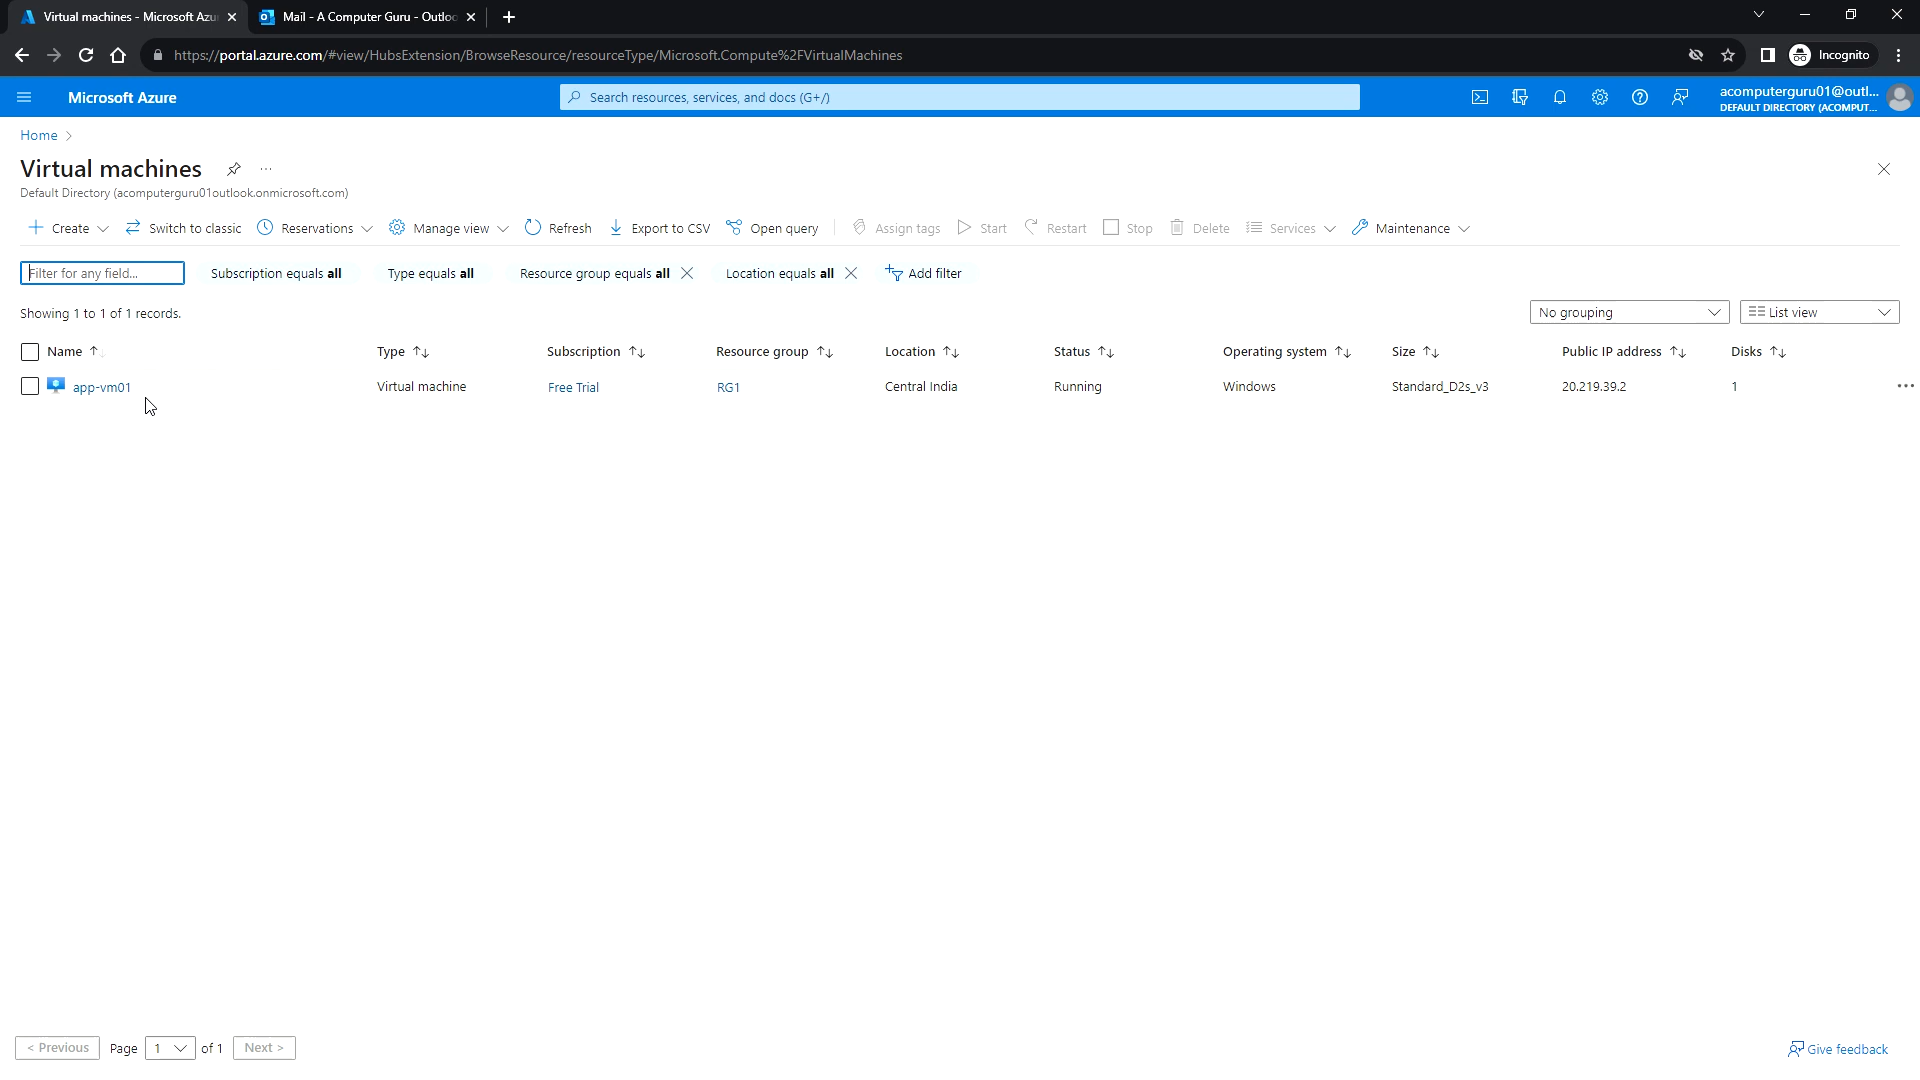 Virtual machines - Microsoft Azu
Mail - A Computer Guru - Outloo
https://portal.azure.com/#view/HubsExtension/BrowseResource/resourceType/Microsoft.Compute%2FVirtualMachines
Incognito
Microsoft Azure
Search resources, services, and docs (G+/)
acomputerguru01@outl...
DEFAULT DIRECTORY (ACOMPUT...
Home >
Virtual machines
Default Directory (acomputerguru01outlook.onmicrosoft.com)
Create Switch to classic Reservations Manage view Refresh Export to CSV Open query Assign tags Start Restart Stop Delete Services Maintenance
Filter for any field... Subscription equals all Type equals all Resource group equals all Location equals all Add filter
Showing 1 to 1 of 1 records.
No grouping List view
Name Type Subscription Resource group Location Status Operating system Size Public IP address Disks
app-vm01 Virtual machine Free Trial RG1 Central India Running Windows Standard_D2s_v3 20.219.39.2 1
< Previous Page 1 of 1 Next >
Give feedback